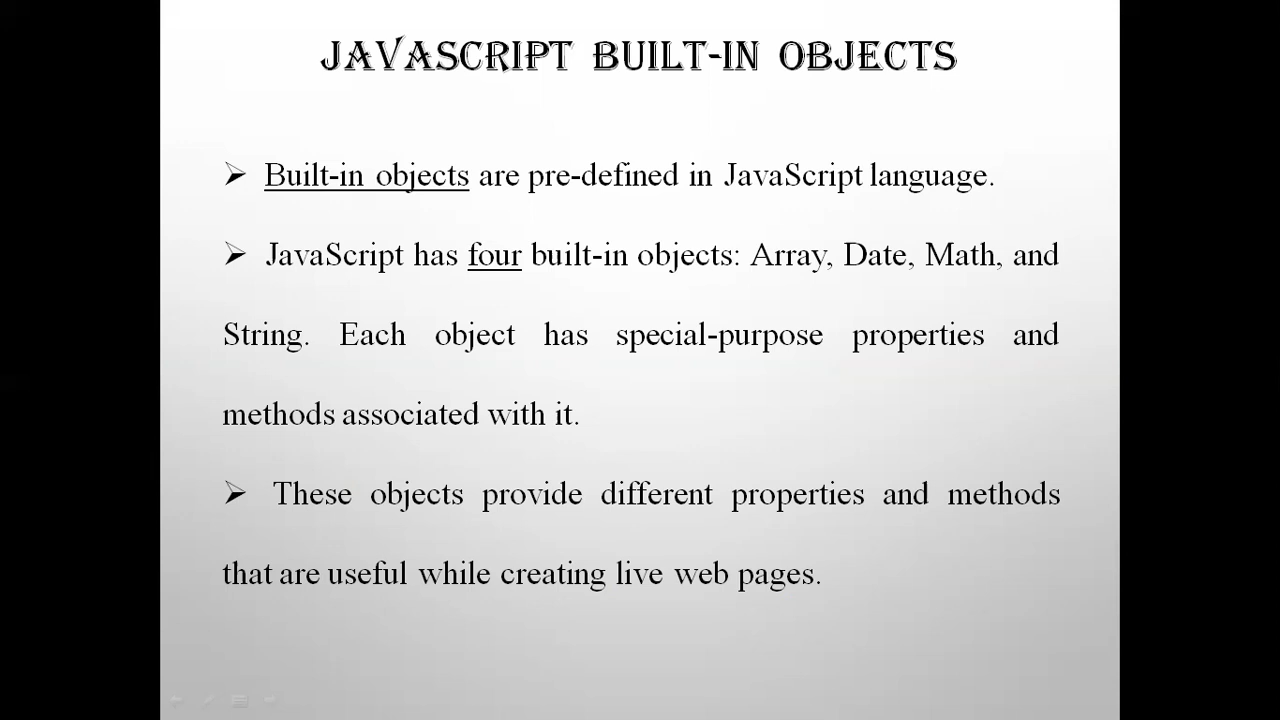 JAVASCRIPT BUILT-IN OBJECTS
➢ Built-in objects are pre-defined in JavaScript language.
➢ JavaScript has four built-in objects: Array, Date, Math, and
String. Each object has special-purpose properties and
methods associated with it.
➢ These objects provide different properties and methods
that are useful while creating live web pages.